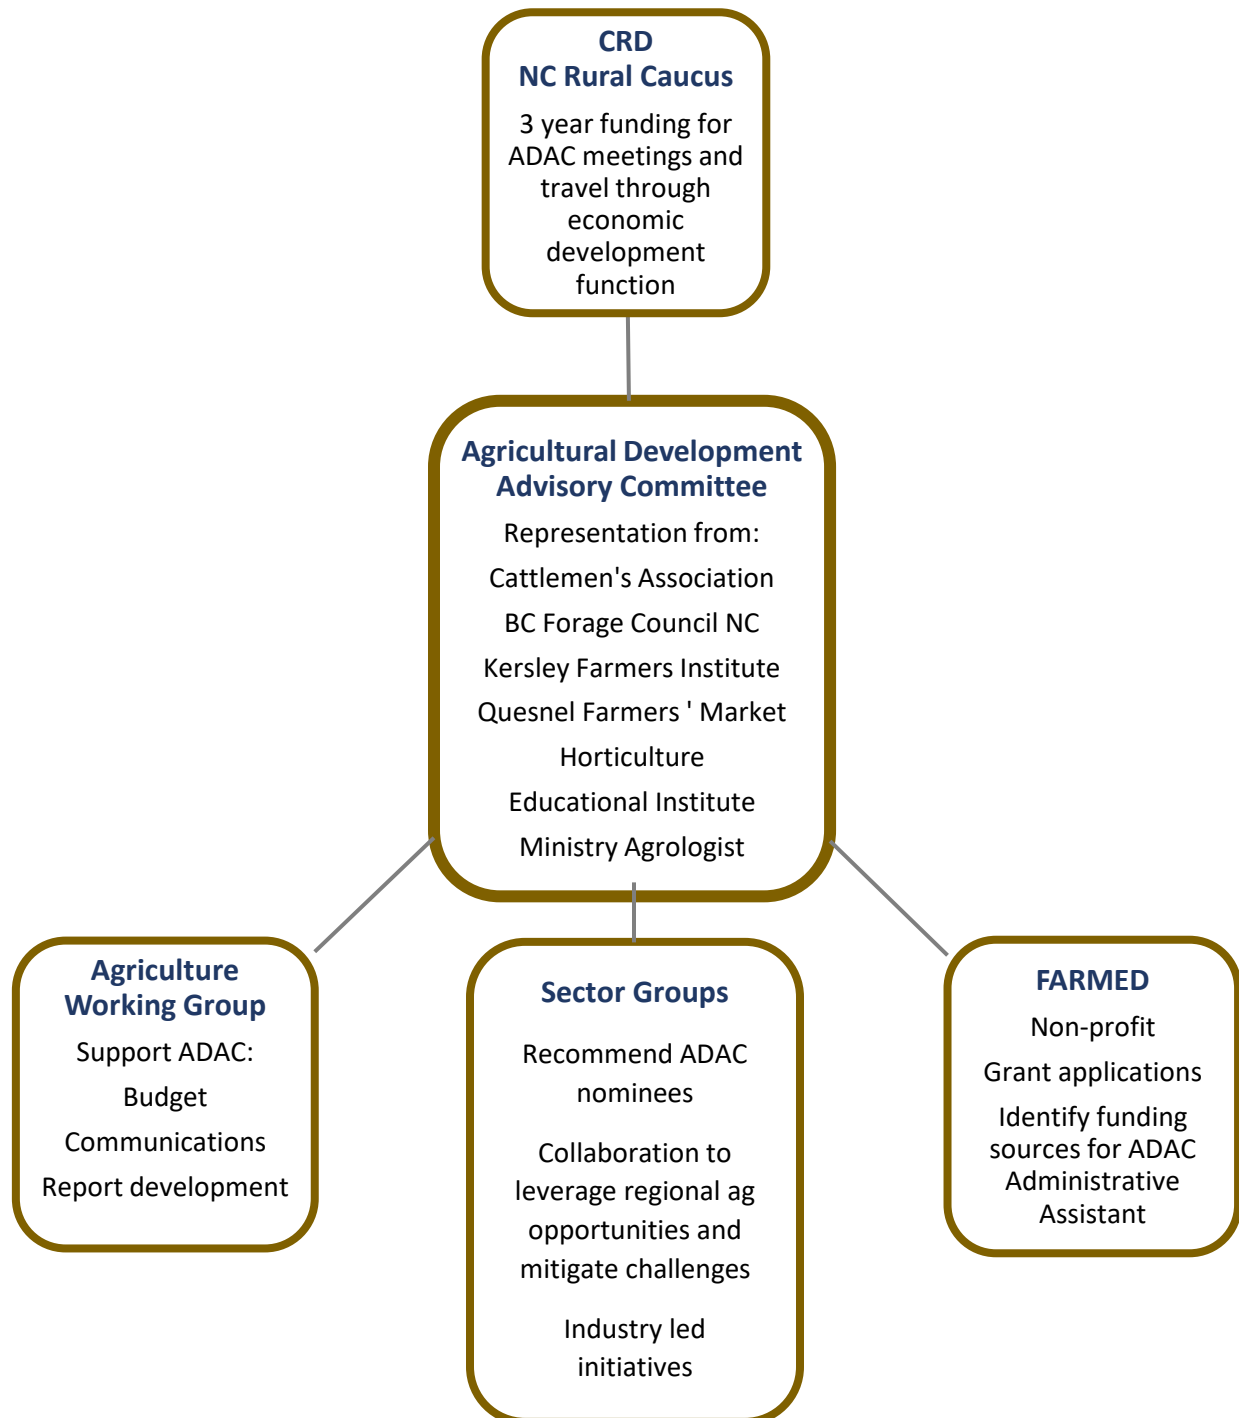 CRD
NC Rural Caucus
3 year funding for
ADAC meetings and
travel through
economic
development
function
Agricultural Development
Advisory Committee
Representation from:
Cattlemen's Association
BC Forage Council NC
Kersley Farmers Institute
Quesnel Farmers ' Market
Horticulture
Educational Institute
Ministry Agrologist
Agriculture
Working Group
Support ADAC:
Budget
Communications
Report development
Sector Groups
Recommend ADAC
nominees
Collaboration to
leverage regional ag
opportunities and
mitigate challenges
Industry led
initiatives
FARMED
Non-profit
Grant applications
Identify funding
sources for ADAC
Administrative
Assistant